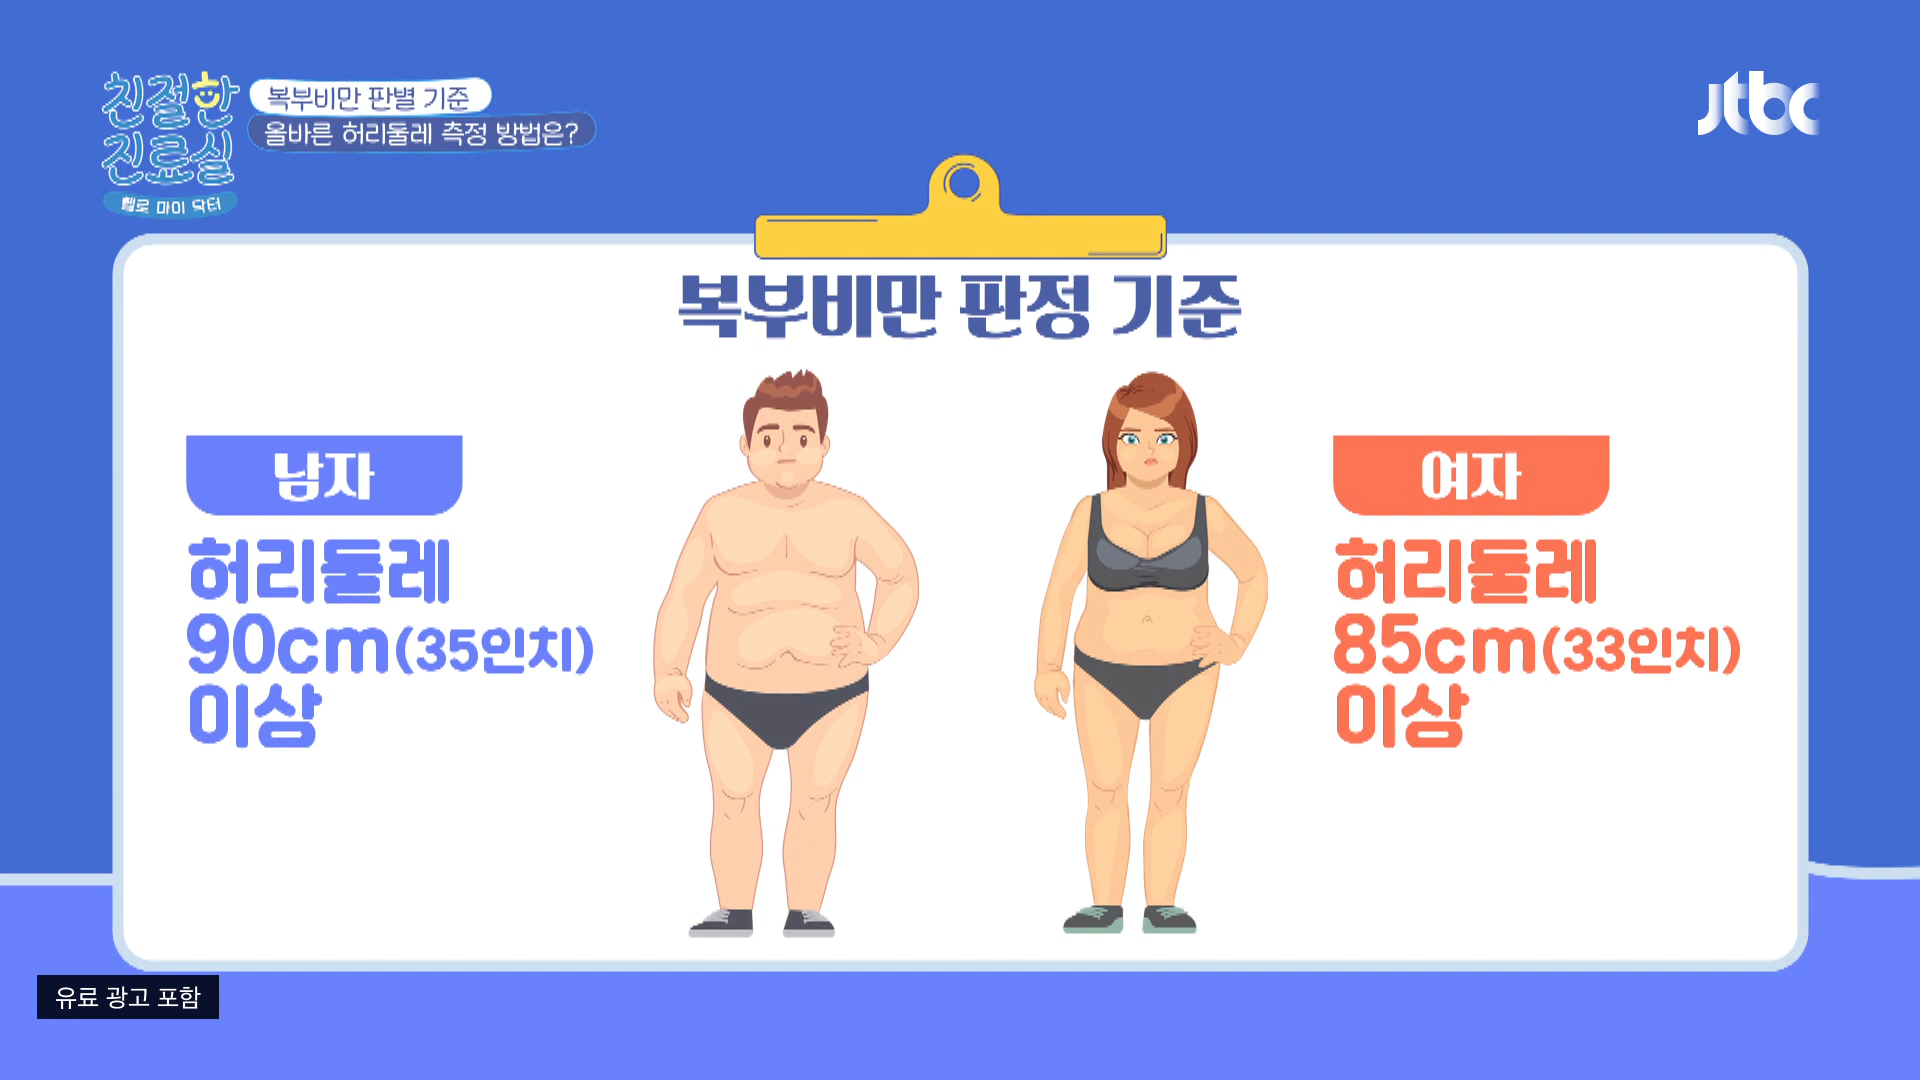 친절한
진료실
헬로 마이 닥터
복부비만 판별 기준
올바른 허리둘레 측정 방법은?
jtbc
복부비만 판정 기준
남자
허리둘레
90cm(35인치)
이상
여자
허리둘레
85cm(33인치)
이상
유료 광고 포함